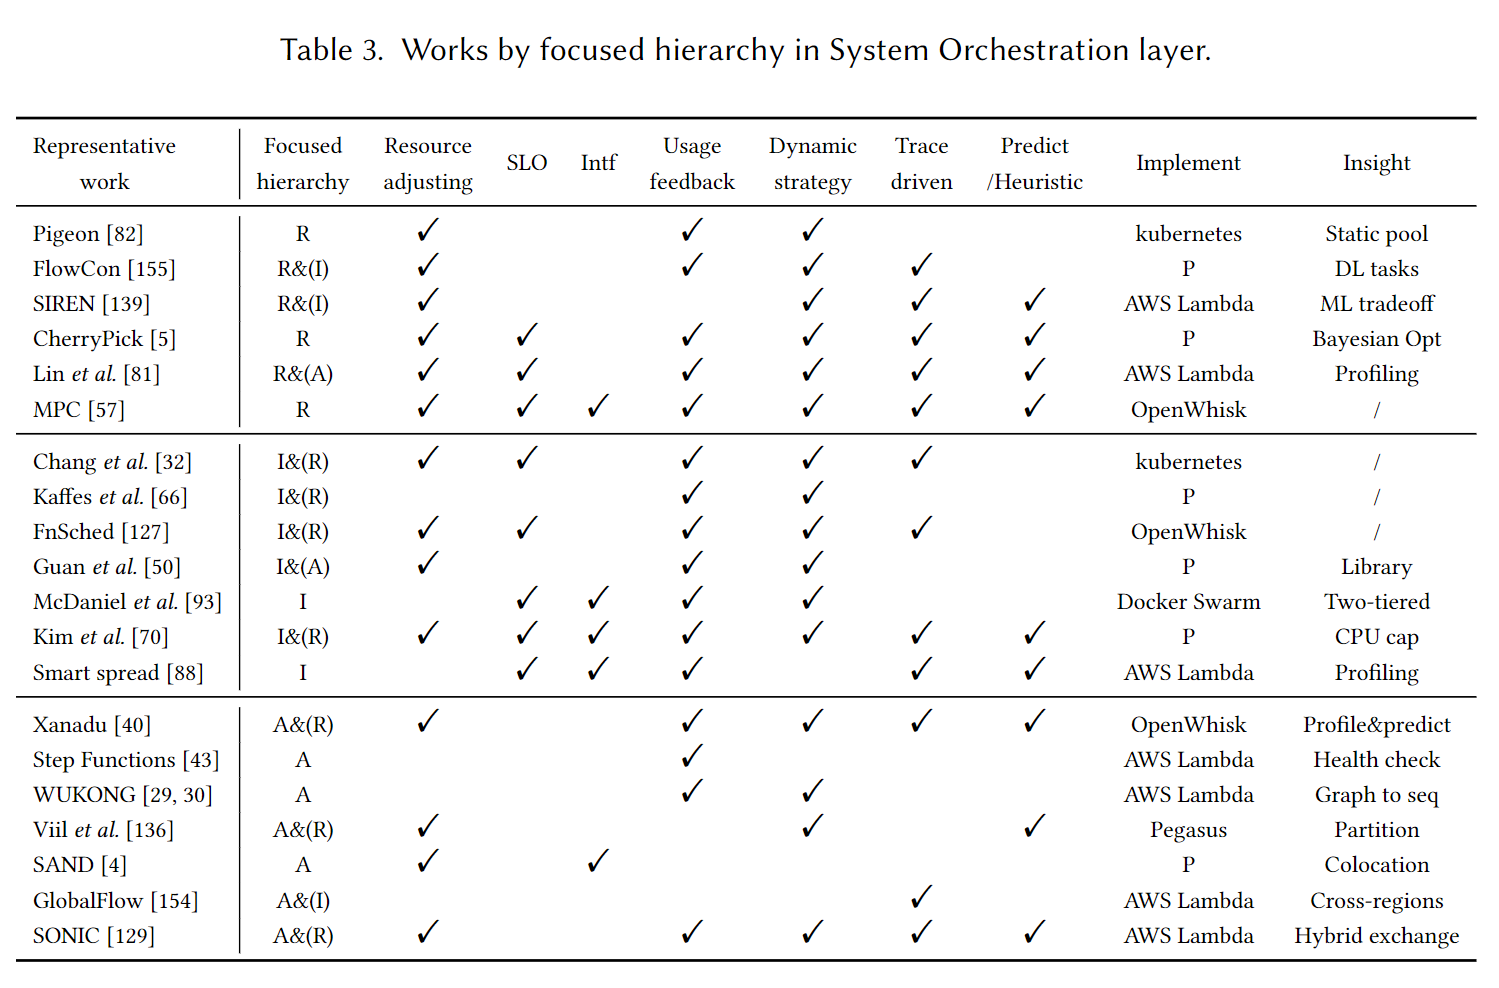 Table 3. Works by focused hierarchy in System Orchestration layer.
Representative work | Focused hierarchy | Resource adjusting | SLO | Intf | Usage feedback | Dynamic strategy | Trace driven | Predict /Heuristic | Implement | Insight
Pigeon [82] | R | ✓ | | | ✓ | ✓ | | | kubernetes | Static pool
FlowCon [155] | R&(I) | ✓ | | | ✓ | ✓ | ✓ | | P | DL tasks
SIREN [139] | R&(I) | ✓ | | | | ✓ | ✓ | ✓ | AWS Lambda | ML tradeoff
CherryPick [5] | R | ✓ | ✓ | | ✓ | ✓ | ✓ | ✓ | P | Bayesian Opt
Lin et al. [81] | R&(A) | ✓ | ✓ | | ✓ | ✓ | ✓ | ✓ | AWS Lambda | Profiling
MPC [57] | R | ✓ | ✓ | ✓ | ✓ | ✓ | ✓ | ✓ | OpenWhisk | /
Chang et al. [32] | I&(R) | ✓ | ✓ | | ✓ | ✓ | ✓ | | kubernetes | /
Kaffes et al. [66] | I&(R) | | | | ✓ | ✓ | | | P | /
FnSched [127] | I&(R) | ✓ | ✓ | | ✓ | ✓ | ✓ | | OpenWhisk | /
Guan et al. [50] | I&(A) | ✓ | | | ✓ | ✓ | | | P | Library
McDaniel et al. [93] | I | | ✓ | ✓ | ✓ | ✓ | | | Docker Swarm | Two-tiered
Kim et al. [70] | I&(R) | ✓ | ✓ | ✓ | ✓ | ✓ | ✓ | ✓ | P | CPU cap
Smart spread [88] | I | | ✓ | ✓ | ✓ | | ✓ | ✓ | AWS Lambda | Profiling
Xanadu [40] | A&(R) | ✓ | | | ✓ | ✓ | ✓ | ✓ | OpenWhisk | Profile&predict
Step Functions [43] | A | | | | ✓ | | | | AWS Lambda | Health check
WUKONG [29, 30] | A | | | | ✓ | ✓ | | | AWS Lambda | Graph to seq
Viil et al. [136] | A&(R) | ✓ | | | | ✓ | | ✓ | Pegasus | Partition
SAND [4] | A | ✓ | | ✓ | | | | | P | Colocation
GlobalFlow [154] | A&(I) | | | | | | ✓ | | AWS Lambda | Cross-regions
SONIC [129] | A&(R) | ✓ | | | ✓ | ✓ | ✓ | ✓ | AWS Lambda | Hybrid exchange